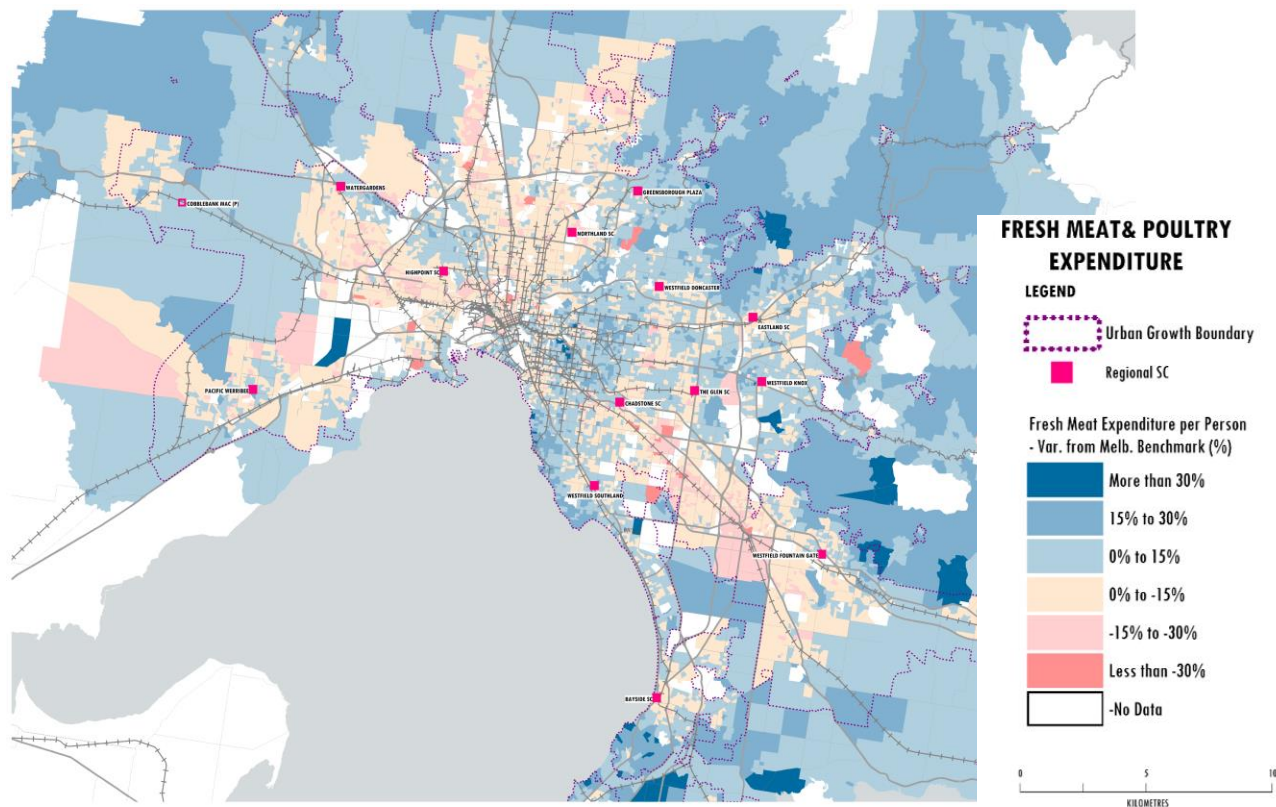 WATERGARDENS
COBBLEBANK MAC (P)
GREENSBOROUGH PLAZA
NORTHLAND SC
HIGHPOINT SC
WESTFIELD DONCASTER
EASTLAND SC
PACIFIC WERRIBEE
THE GLEN SC
WESTFIELD KNOX
CHADSTONE SC
WESTFIELD SOUTHLAND
WESTFIELD FOUNTAIN GATE
BAYSIDE SC
FRESH MEAT& POULTRY
EXPENDITURE
LEGEND
Urban Growth Boundary
Regional SC
Fresh Meat Expenditure per Person
- Var. from Melb. Benchmark (%)
More than 30%
15% to 30%
0% to 15%
0% to -15%
-15% to -30%
Less than -30%
-No Data
0 5 10
KILOMETRES